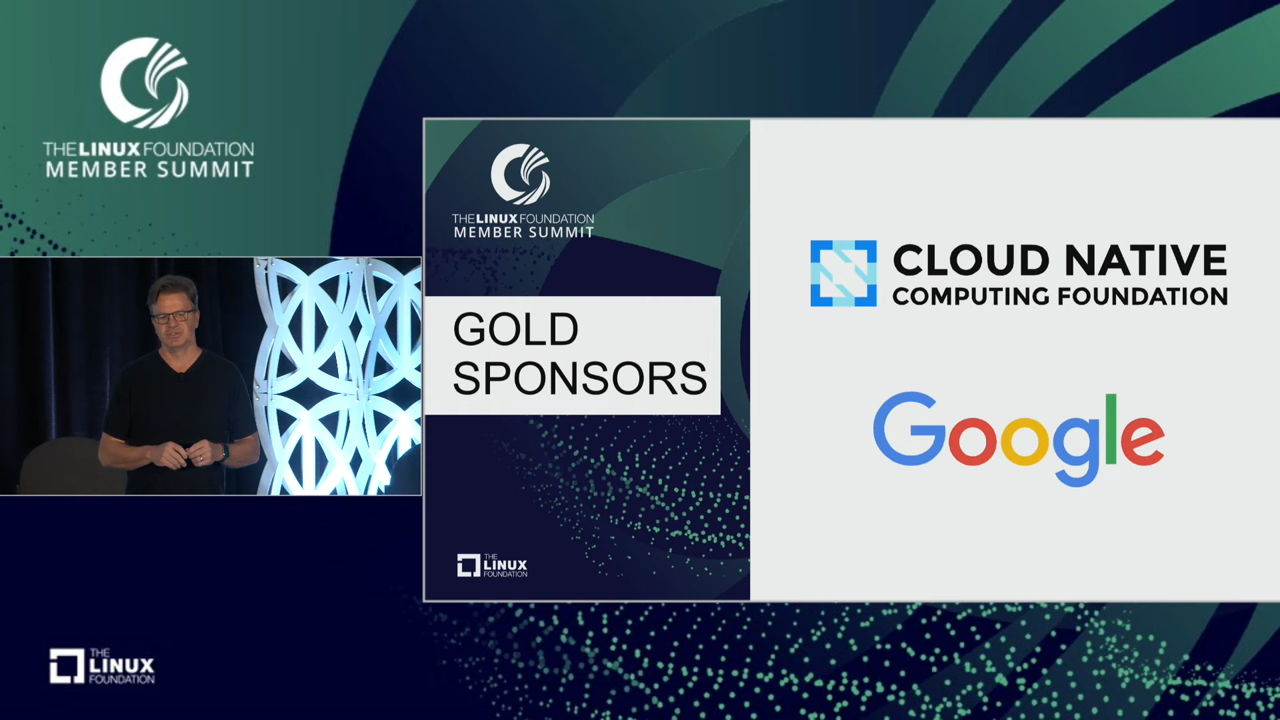 THE LINUX FOUNDATION
MEMBER SUMMIT
THE LINUX FOUNDATION
MEMBER SUMMIT
GOLD
SPONSORS
CLOUD NATIVE
COMPUTING FOUNDATION
Google
THE
LINUX
FOUNDATION
THE
LINUX
FOUNDATION